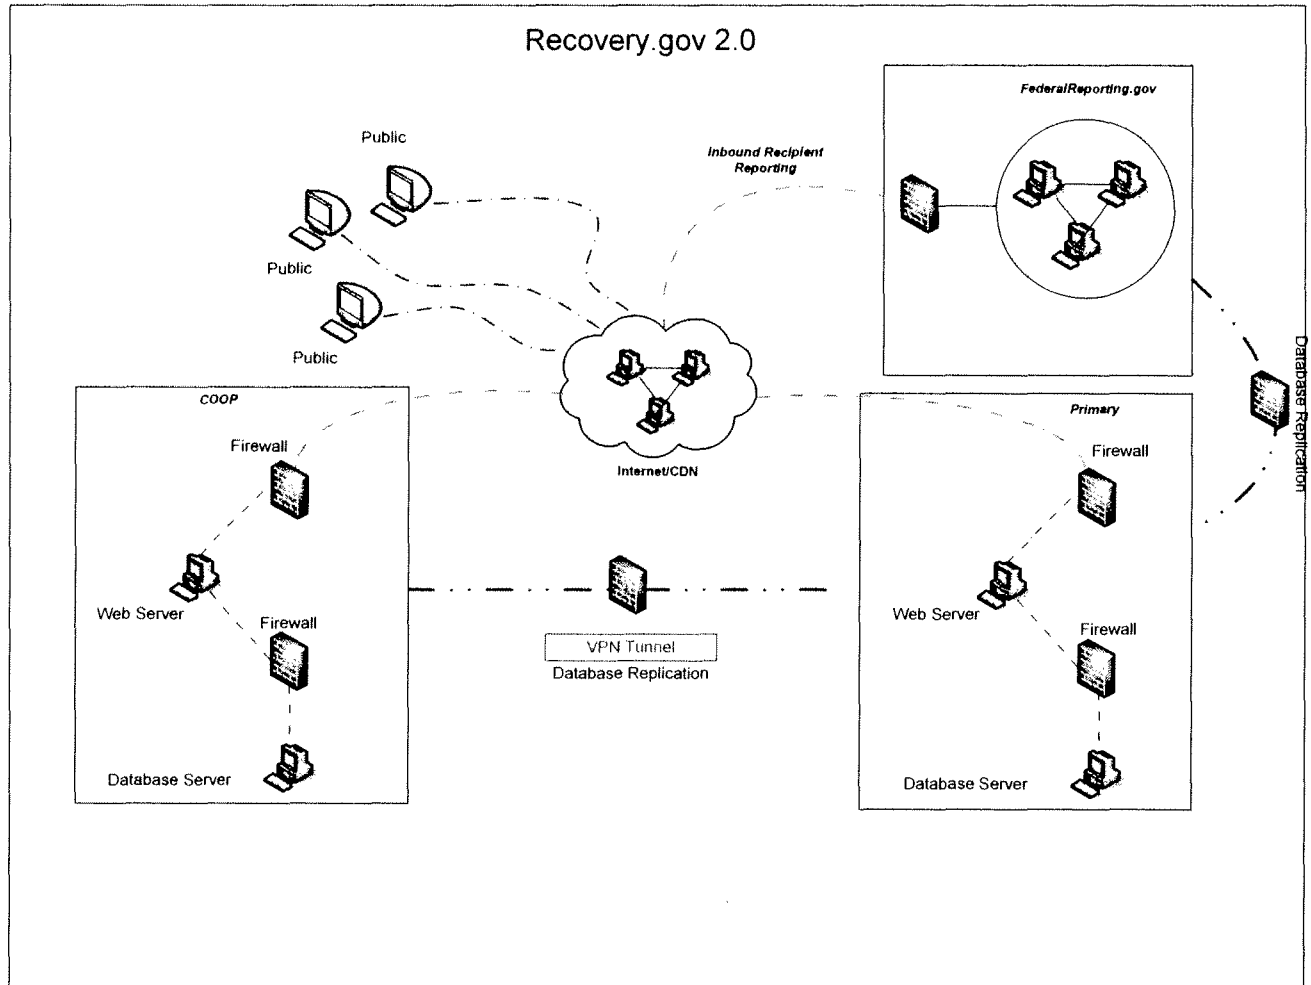 Recovery.gov 2.0
FederalReporting.gov
Public
Inbound Recipient
Reporting
Public
Public
Database Replication
COOP
Primary
Firewall
Firewall
Internet/CDN
Web Server
Web Server
Firewall
Firewall
VPN Tunnel
Database Replication
Database Server
Database Server